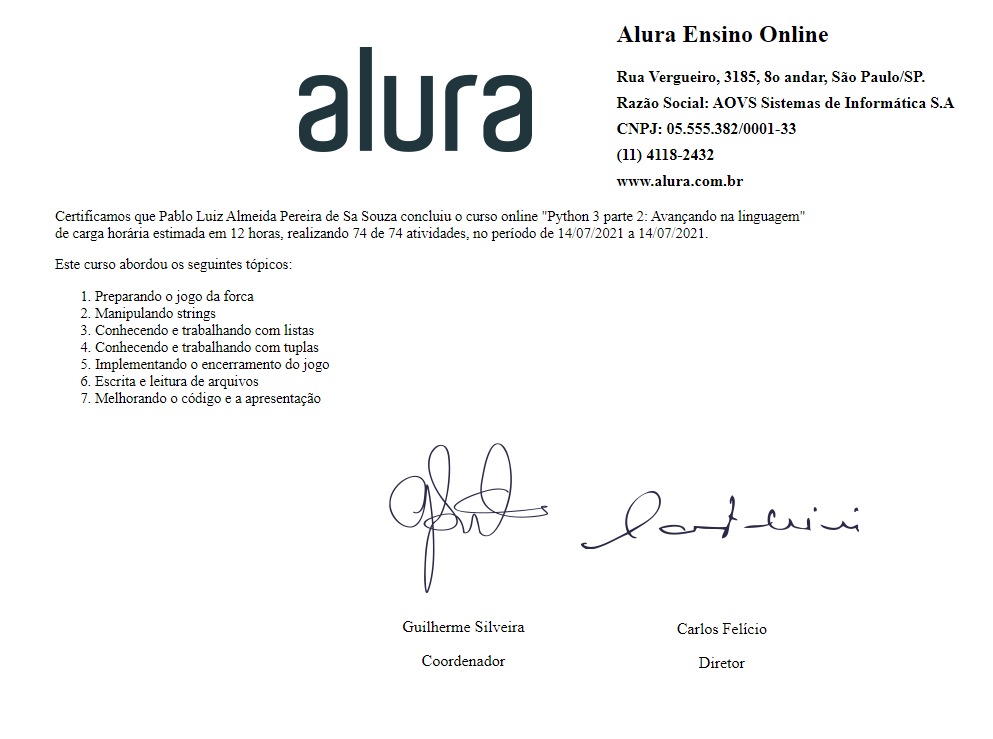 alura
Alura Ensino Online
Rua Vergueiro, 3185, 8o andar, São Paulo/SP.
Razão Social: AOVS Sistemas de Informática S.A
CNPJ: 05.555.382/0001-33
(11) 4118-2432
www.alura.com.br
Certificamos que Pablo Luiz Almeida Pereira de Sa Souza concluiu o curso online "Python 3 parte 2: Avançando na linguagem"
de carga horária estimada em 12 horas, realizando 74 de 74 atividades, no período de 14/07/2021 a 14/07/2021.
Este curso abordou os seguintes tópicos:
1. Preparando o jogo da forca
2. Manipulando strings
3. Conhecendo e trabalhando com listas
4. Conhecendo e trabalhando com tuplas
5. Implementando o encerramento do jogo
6. Escrita e leitura de arquivos
7. Melhorando o código e a apresentação
Guilherme Silveira
Coordenador
Carlos Felício
Diretor